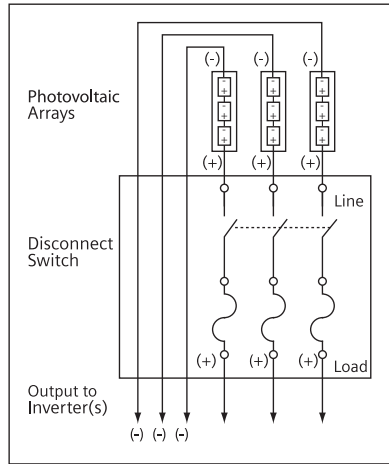 (-) (-) (-)
Photovoltaic
Arrays
- - -
+ + +
- - -
+ + +
- - -
+ + +
(+) (+) (+)
Line
Disconnect
Switch
(+) (+) (+)
Load
Output to
Inverter(s)
(-) (-) (-)